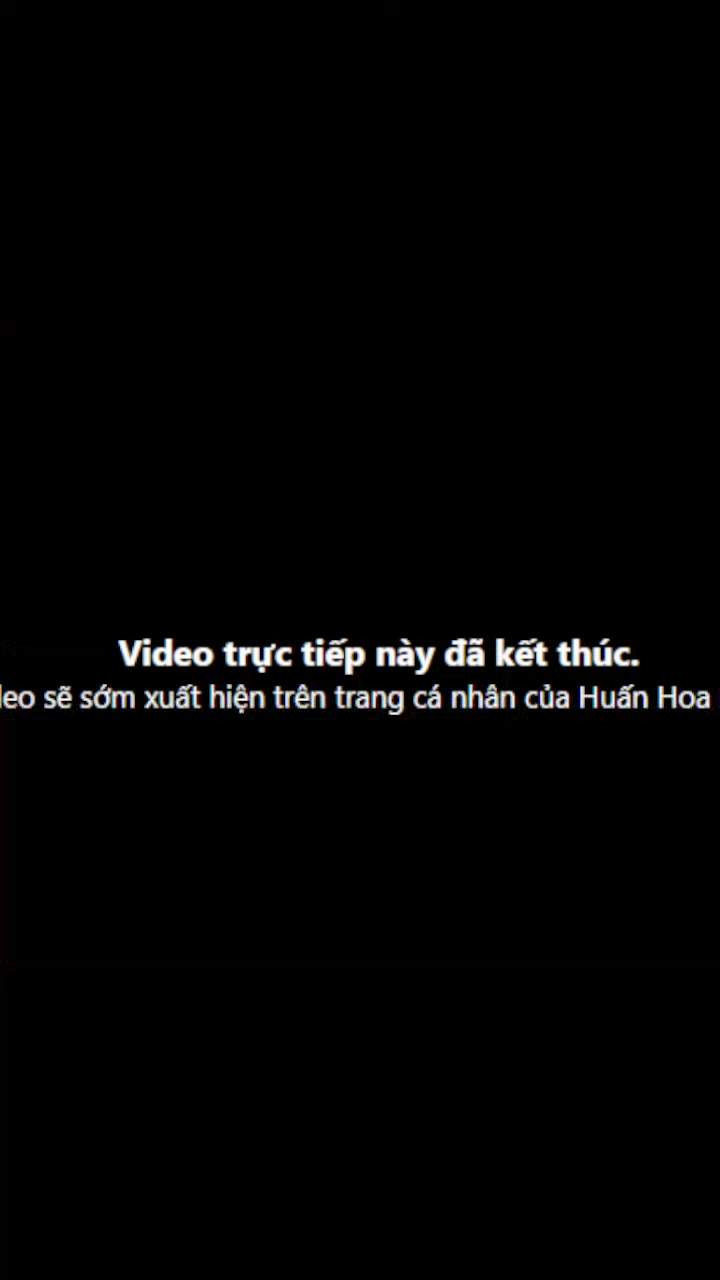 Video trực tiếp này đã kết thúc.
sẽ sớm xuất hiện trên trang cá nhân của Huấn Hoa